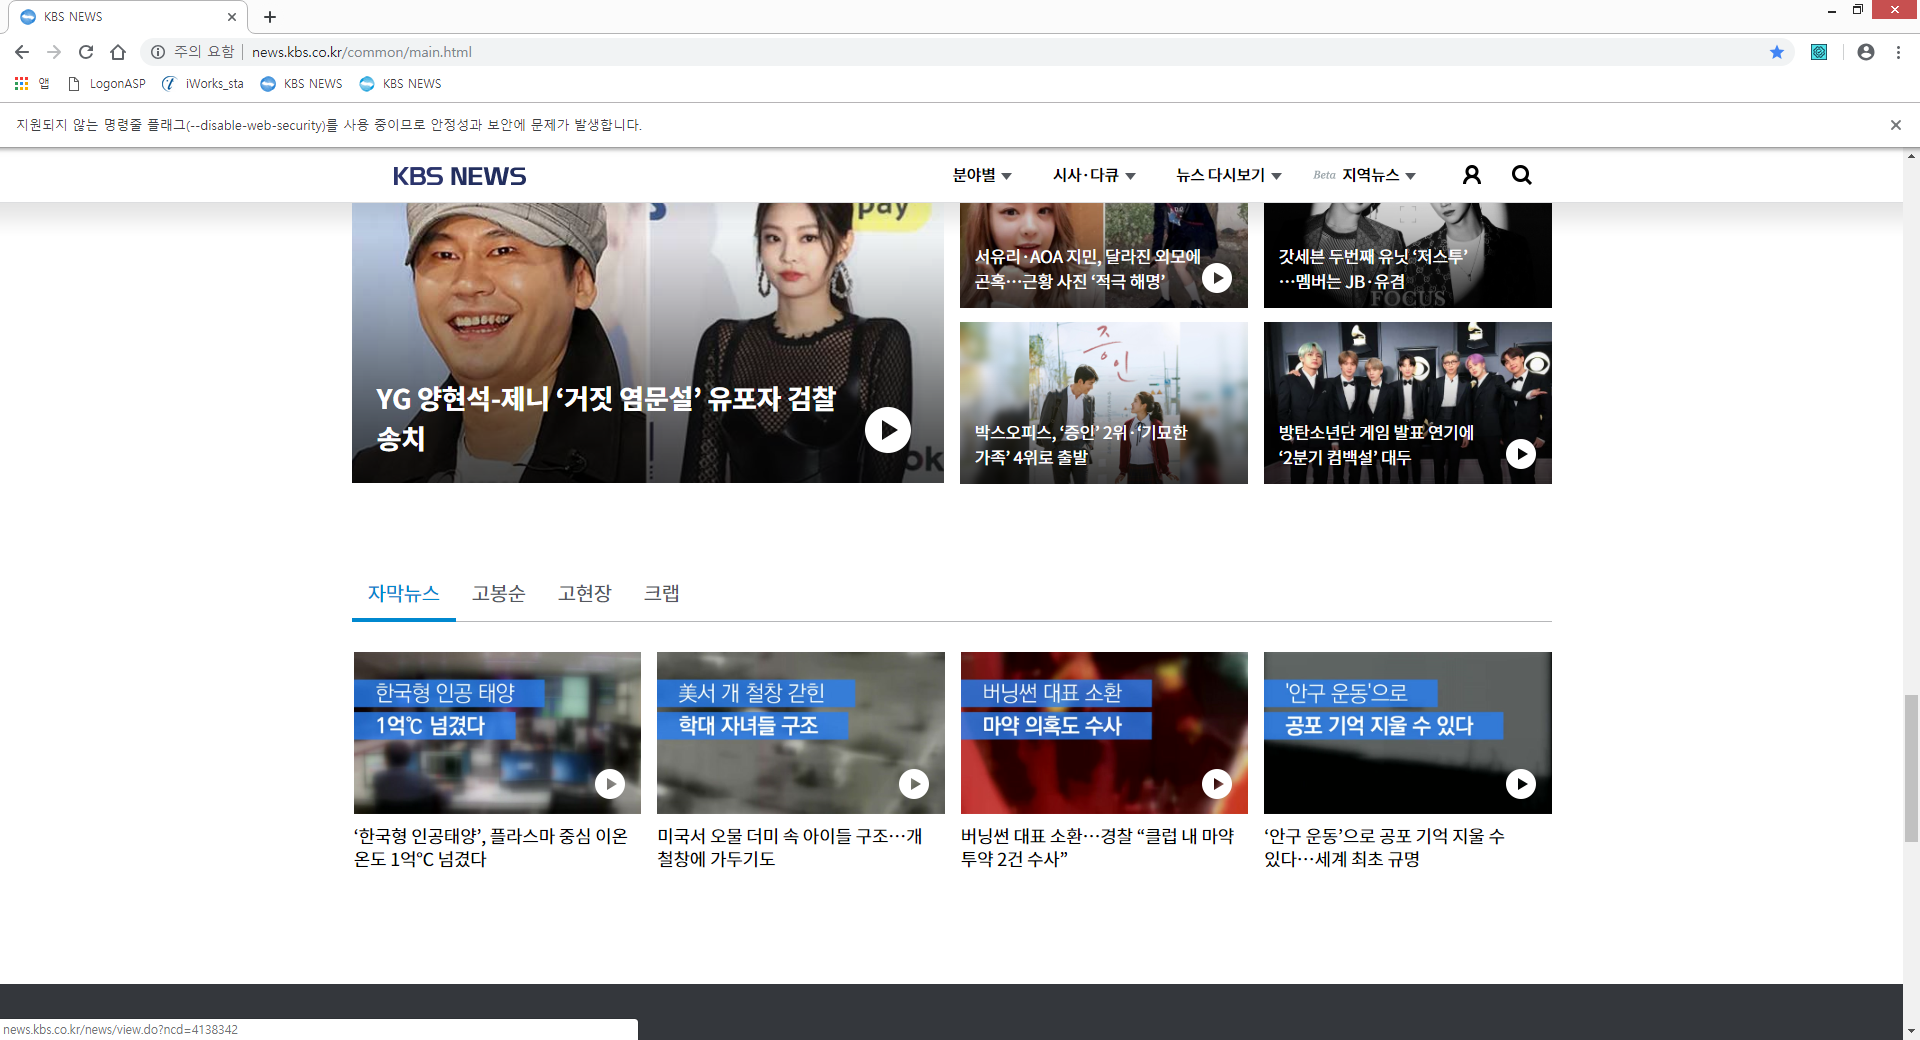 KBS NEWS
주의 요함
news.kbs.co.kr/common/main.html
앱
LogonASP
iWorks_sta
KBS NEWS
KBS NEWS
지원되지 않는 명령줄 플래그(--disable-web-security)를 사용 중이므로 안정성과 보안에 문제가 발생합니다.
KBS NEWS
분야별
시사·다큐
뉴스 다시보기
Beta 지역뉴스
pay
YG 양현석-제니 ‘거짓 염문설’ 유포자 검찰
송치
ok
서유리·AOA 지민, 달라진 외모에
곤혹…근황 사진 ‘적극 해명’
갓세븐 두번째 유닛 ‘저스투’
…멤버는 JB·유겸
FOCUS
증인
박스오피스, ‘증인’ 2위·‘기묘한
가족’ 4위로 출발
방탄소년단 게임 발표 연기에
‘2분기 컴백설’ 대두
자막뉴스
고봉순
고현장
크랩
한국형 인공 태양
1억℃ 넘겼다
‘한국형 인공태양’, 플라스마 중심 이온
온도 1억℃ 넘겼다
美서 개 철창 갇힌
학대 자녀들 구조
미국서 오물 더미 속 아이들 구조…개
철창에 가두기도
버닝썬 대표 소환
마약 의혹도 수사
버닝썬 대표 소환…경찰 “클럽 내 마약
투약 2건 수사”
'안구 운동'으로
공포 기억 지울 수 있다
‘안구 운동’으로 공포 기억 지울 수
있다…세계 최초 규명
news.kbs.co.kr/news/view.do?ncd=4138342